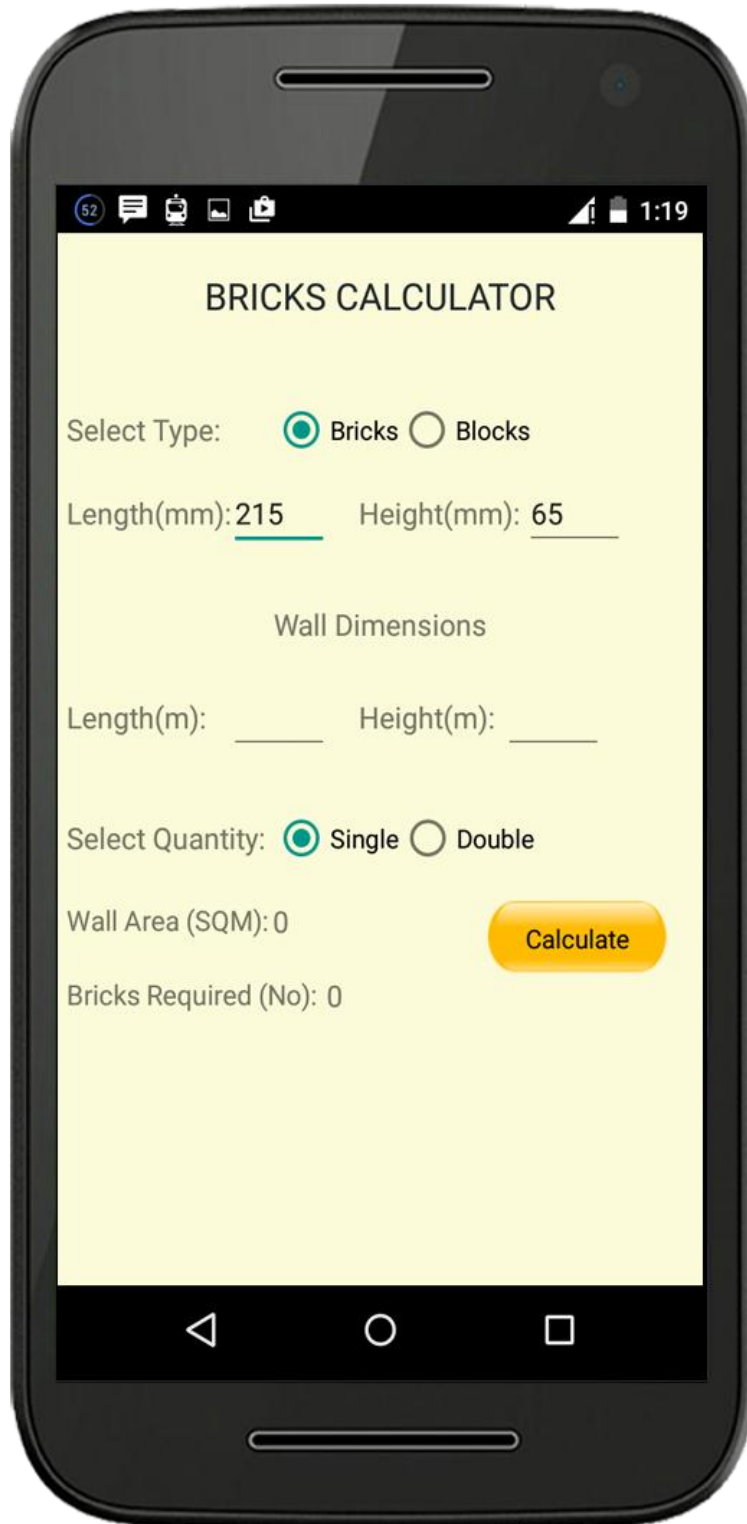 52 1:19
BRICKS CALCULATOR
Select Type: Bricks Blocks
Length(mm): 215 Height(mm): 65
Wall Dimensions
Length(m): Height(m):
Select Quantity: Single Double
Wall Area (SQM): 0
Calculate
Bricks Required (No): 0